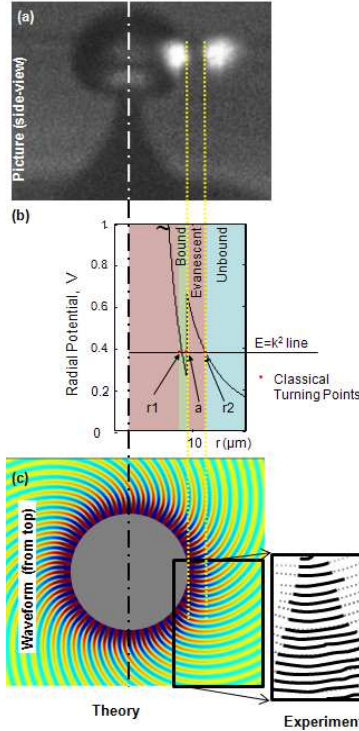 (a)
Picture (side-view)
(b)
Radial Potential, V
1
0.8
0.6
0.4
0.2
0
Bound
Evanescent
Unbound
E=k² line
Classical
Turning Points
r1
a
r2
10
r (μm)
(c)
Waveform (from top)
Theory
Experiment